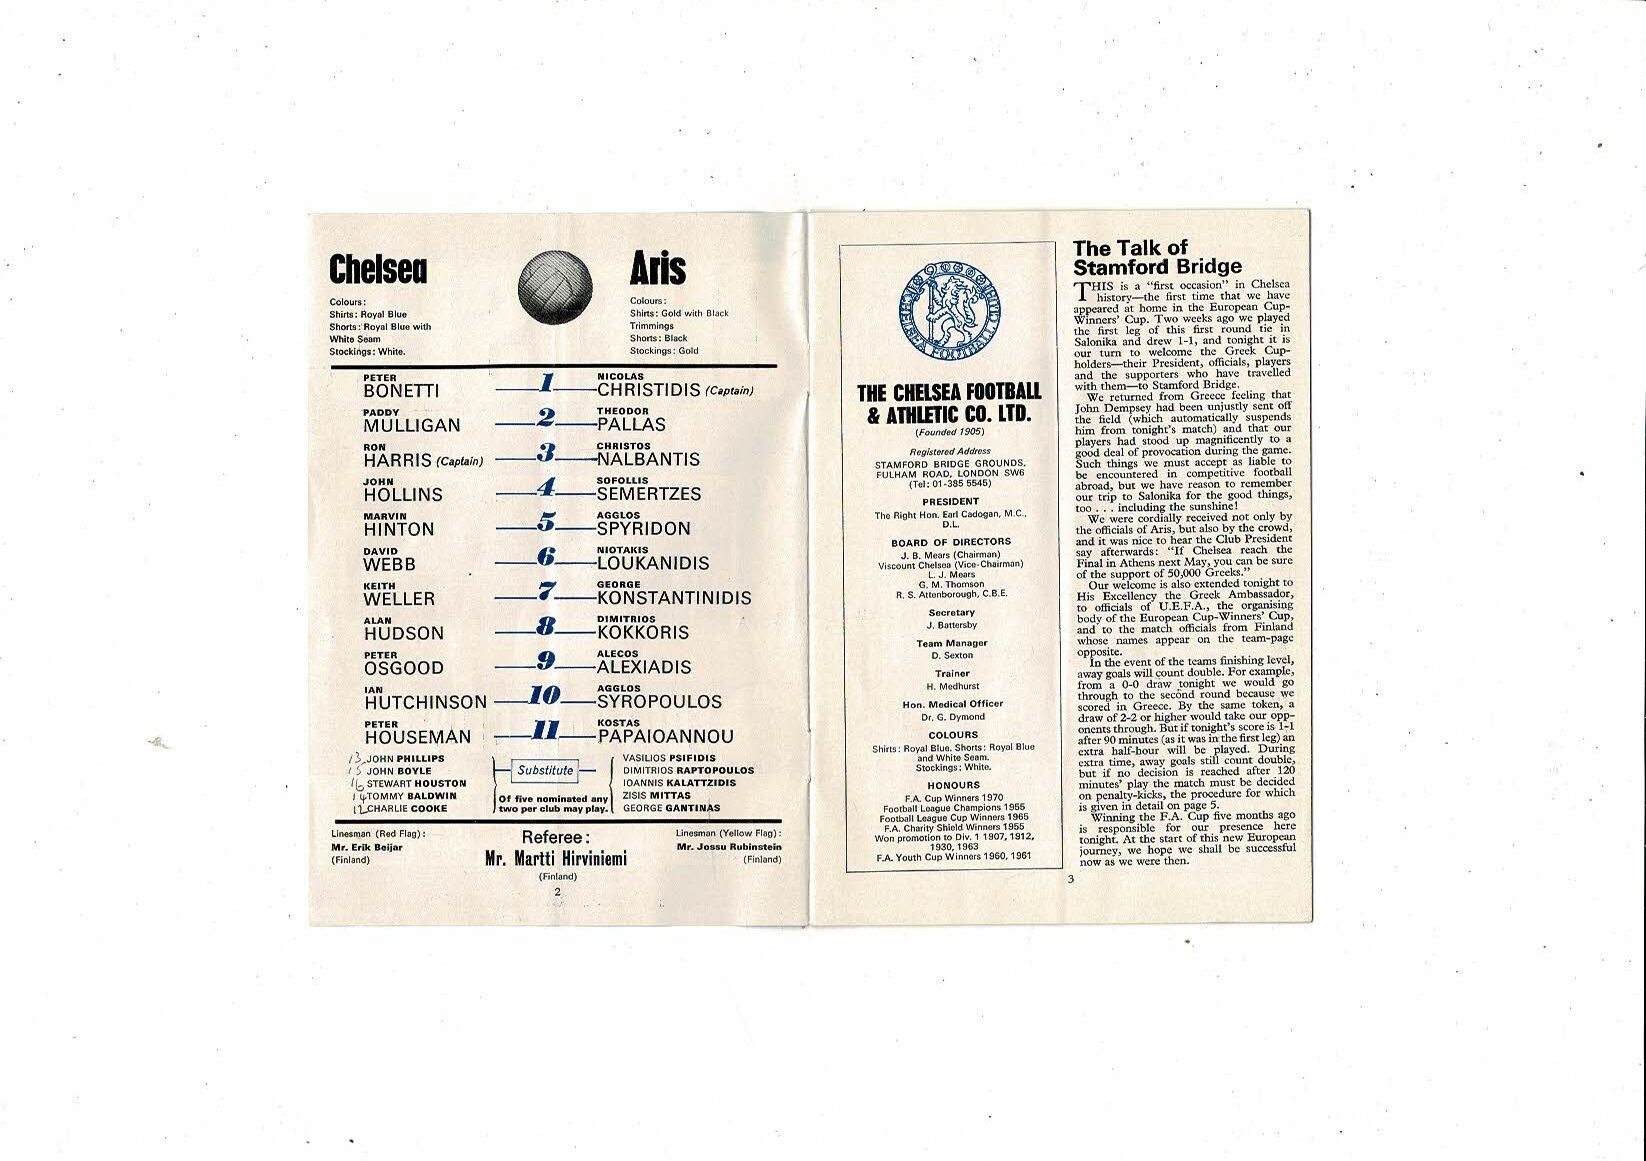 Chelsea
Colours:
Shirts: Royal Blue
Shorts: Royal Blue with
White Seam
Stockings: White.
Aris
Colours:
Shirts: Gold with Black
Trimmings
Shorts: Black
Stockings: Gold
PETER BONETTI 1 NICOLAS CHRISTIDIS (Captain)
PADDY MULLIGAN 2 THEODOR PALLAS
RON HARRIS (Captain) 3 CHRISTOS NALBANTIS
JOHN HOLLINS 4 SOFOLLIS SEMERTZES
MARVIN HINTON 5 AGGLOS SPYRIDON
DAVID WEBB 6 NIOTAKIS LOUKANIDIS
KEITH WELLER 7 GEORGE KONSTANTINIDIS
ALAN HUDSON 8 DIMITRIOS KOKKORIS
PETER OSGOOD 9 ALECOS ALEXIADIS
IAN HUTCHINSON 10 AGGLOS SYROPOULOS
PETER HOUSEMAN 11 KOSTAS PAPAIOANNOU
13 JOHN PHILLIPS
15 JOHN BOYLE
16 STEWART HOUSTON
14 TOMMY BALDWIN
12 CHARLIE COOKE
Substitute
Of five nominated any
two per club may play.
VASILIOS PSIFIDIS
DIMITRIOS RAPTOPOULOS
IOANNIS KALATTZIDIS
ZISIS MITTAS
GEORGE GANTINAS
Linesman (Red Flag):
Mr. Erik Beijar
(Finland)
Referee:
Mr. Martti Hirviniemi
(Finland)
Linesman (Yellow Flag):
Mr. Jossu Rubinstein
(Finland)
2
CHELSEA FOOTBALL CLUB
THE CHELSEA FOOTBALL
& ATHLETIC CO. LTD.
(Founded 1905)
Registered Address
STAMFORD BRIDGE GROUNDS,
FULHAM ROAD, LONDON SW6
(Tel: 01-385 5545)
PRESIDENT
The Right Hon. Earl Cadogan, M.C.,
D.L.
BOARD OF DIRECTORS
J. B. Mears (Chairman)
Viscount Chelsea (Vice-Chairman)
L. J. Mears
G. M. Thomson
R. S. Attenborough, C.B.E.
Secretary
J. Battersby
Team Manager
D. Sexton
Trainer
H. Medhurst
Hon. Medical Officer
Dr. G. Dymond
COLOURS
Shirts: Royal Blue. Shorts: Royal Blue
and White Seam.
Stockings: White.
HONOURS
F.A. Cup Winners 1970
Football League Champions 1955
Football League Cup Winners 1965
F.A. Charity Shield Winners 1955
Won promotion to Div. 1 1907, 1912,
1930, 1963
F.A. Youth Cup Winners 1960, 1961
The Talk of
Stamford Bridge
THIS is a "first occasion" in Chelsea
history—the first time that we have
appeared at home in the European Cup-
Winners' Cup. Two weeks ago we played
the first leg of this first round tie in
Salonika and drew 1-1, and tonight it is
our turn to welcome the Greek Cup-
holders—their President, officials, players
and the supporters who have travelled
with them—to Stamford Bridge.
We returned from Greece feeling that
John Dempsey had been unjustly sent off
the field (which automatically suspends
him from tonight's match) and that our
players had stood up magnificently to a
good deal of provocation during the game.
Such things we must accept as liable to
be encountered in competitive football
abroad, but we have reason to remember
our trip to Salonika for the good things,
too . . . including the sunshine!
We were cordially received not only by
the officials of Aris, but also by the crowd,
and it was nice to hear the Club President
say afterwards: "If Chelsea reach the
Final in Athens next May, you can be sure
of the support of 50,000 Greeks."
Our welcome is also extended tonight to
His Excellency the Greek Ambassador,
to officials of U.E.F.A., the organising
body of the European Cup-Winners' Cup,
and to the match officials from Finland
whose names appear on the team-page
opposite.
In the event of the teams finishing level,
away goals will count double. For example,
from a 0-0 draw tonight we would go
through to the second round because we
scored in Greece. By the same token, a
draw of 2-2 or higher would take our opp-
onents through. But if tonight's score is 1-1
after 90 minutes (as it was in the first leg) an
extra half-hour will be played. During
extra time, away goals still count double,
but if no decision is reached after 120
minutes' play the match must be decided
on penalty-kicks, the procedure for which
is given in detail on page 5.
Winning the F.A. Cup five months ago
is responsible for our presence here
tonight. At the start of this new European
journey, we hope we shall be successful
now as we were then.
3